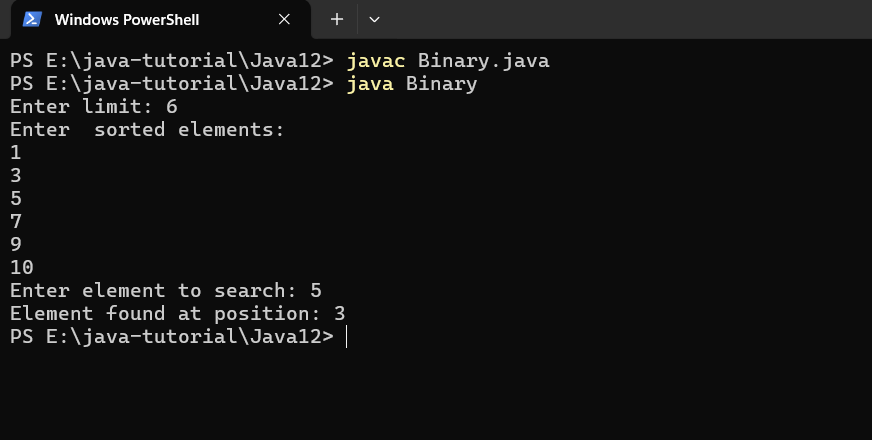 Windows PowerShell
PS E:\java-tutorial\Java12> javac Binary.java
PS E:\java-tutorial\Java12> java Binary
Enter limit: 6
Enter  sorted elements:
1
3
5
7
9
10
Enter element to search: 5
Element found at position: 3
PS E:\java-tutorial\Java12>